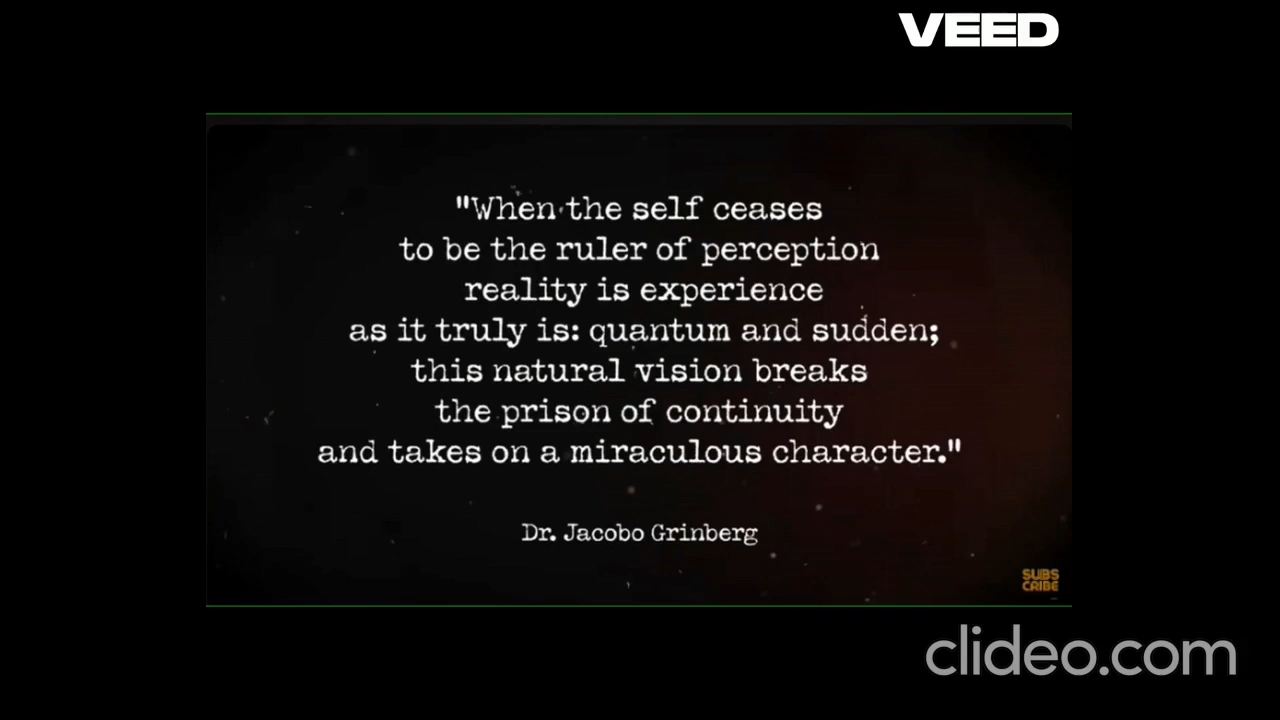 VEED
"When the self ceases
to be the ruler of perception
reality is experience
as it truly is: quantum and sudden;
this natural vision breaks
the prison of continuity
and takes on a miraculous character."
Dr. Jacobo Grinberg
SUBS
CRIBE
clideo.com